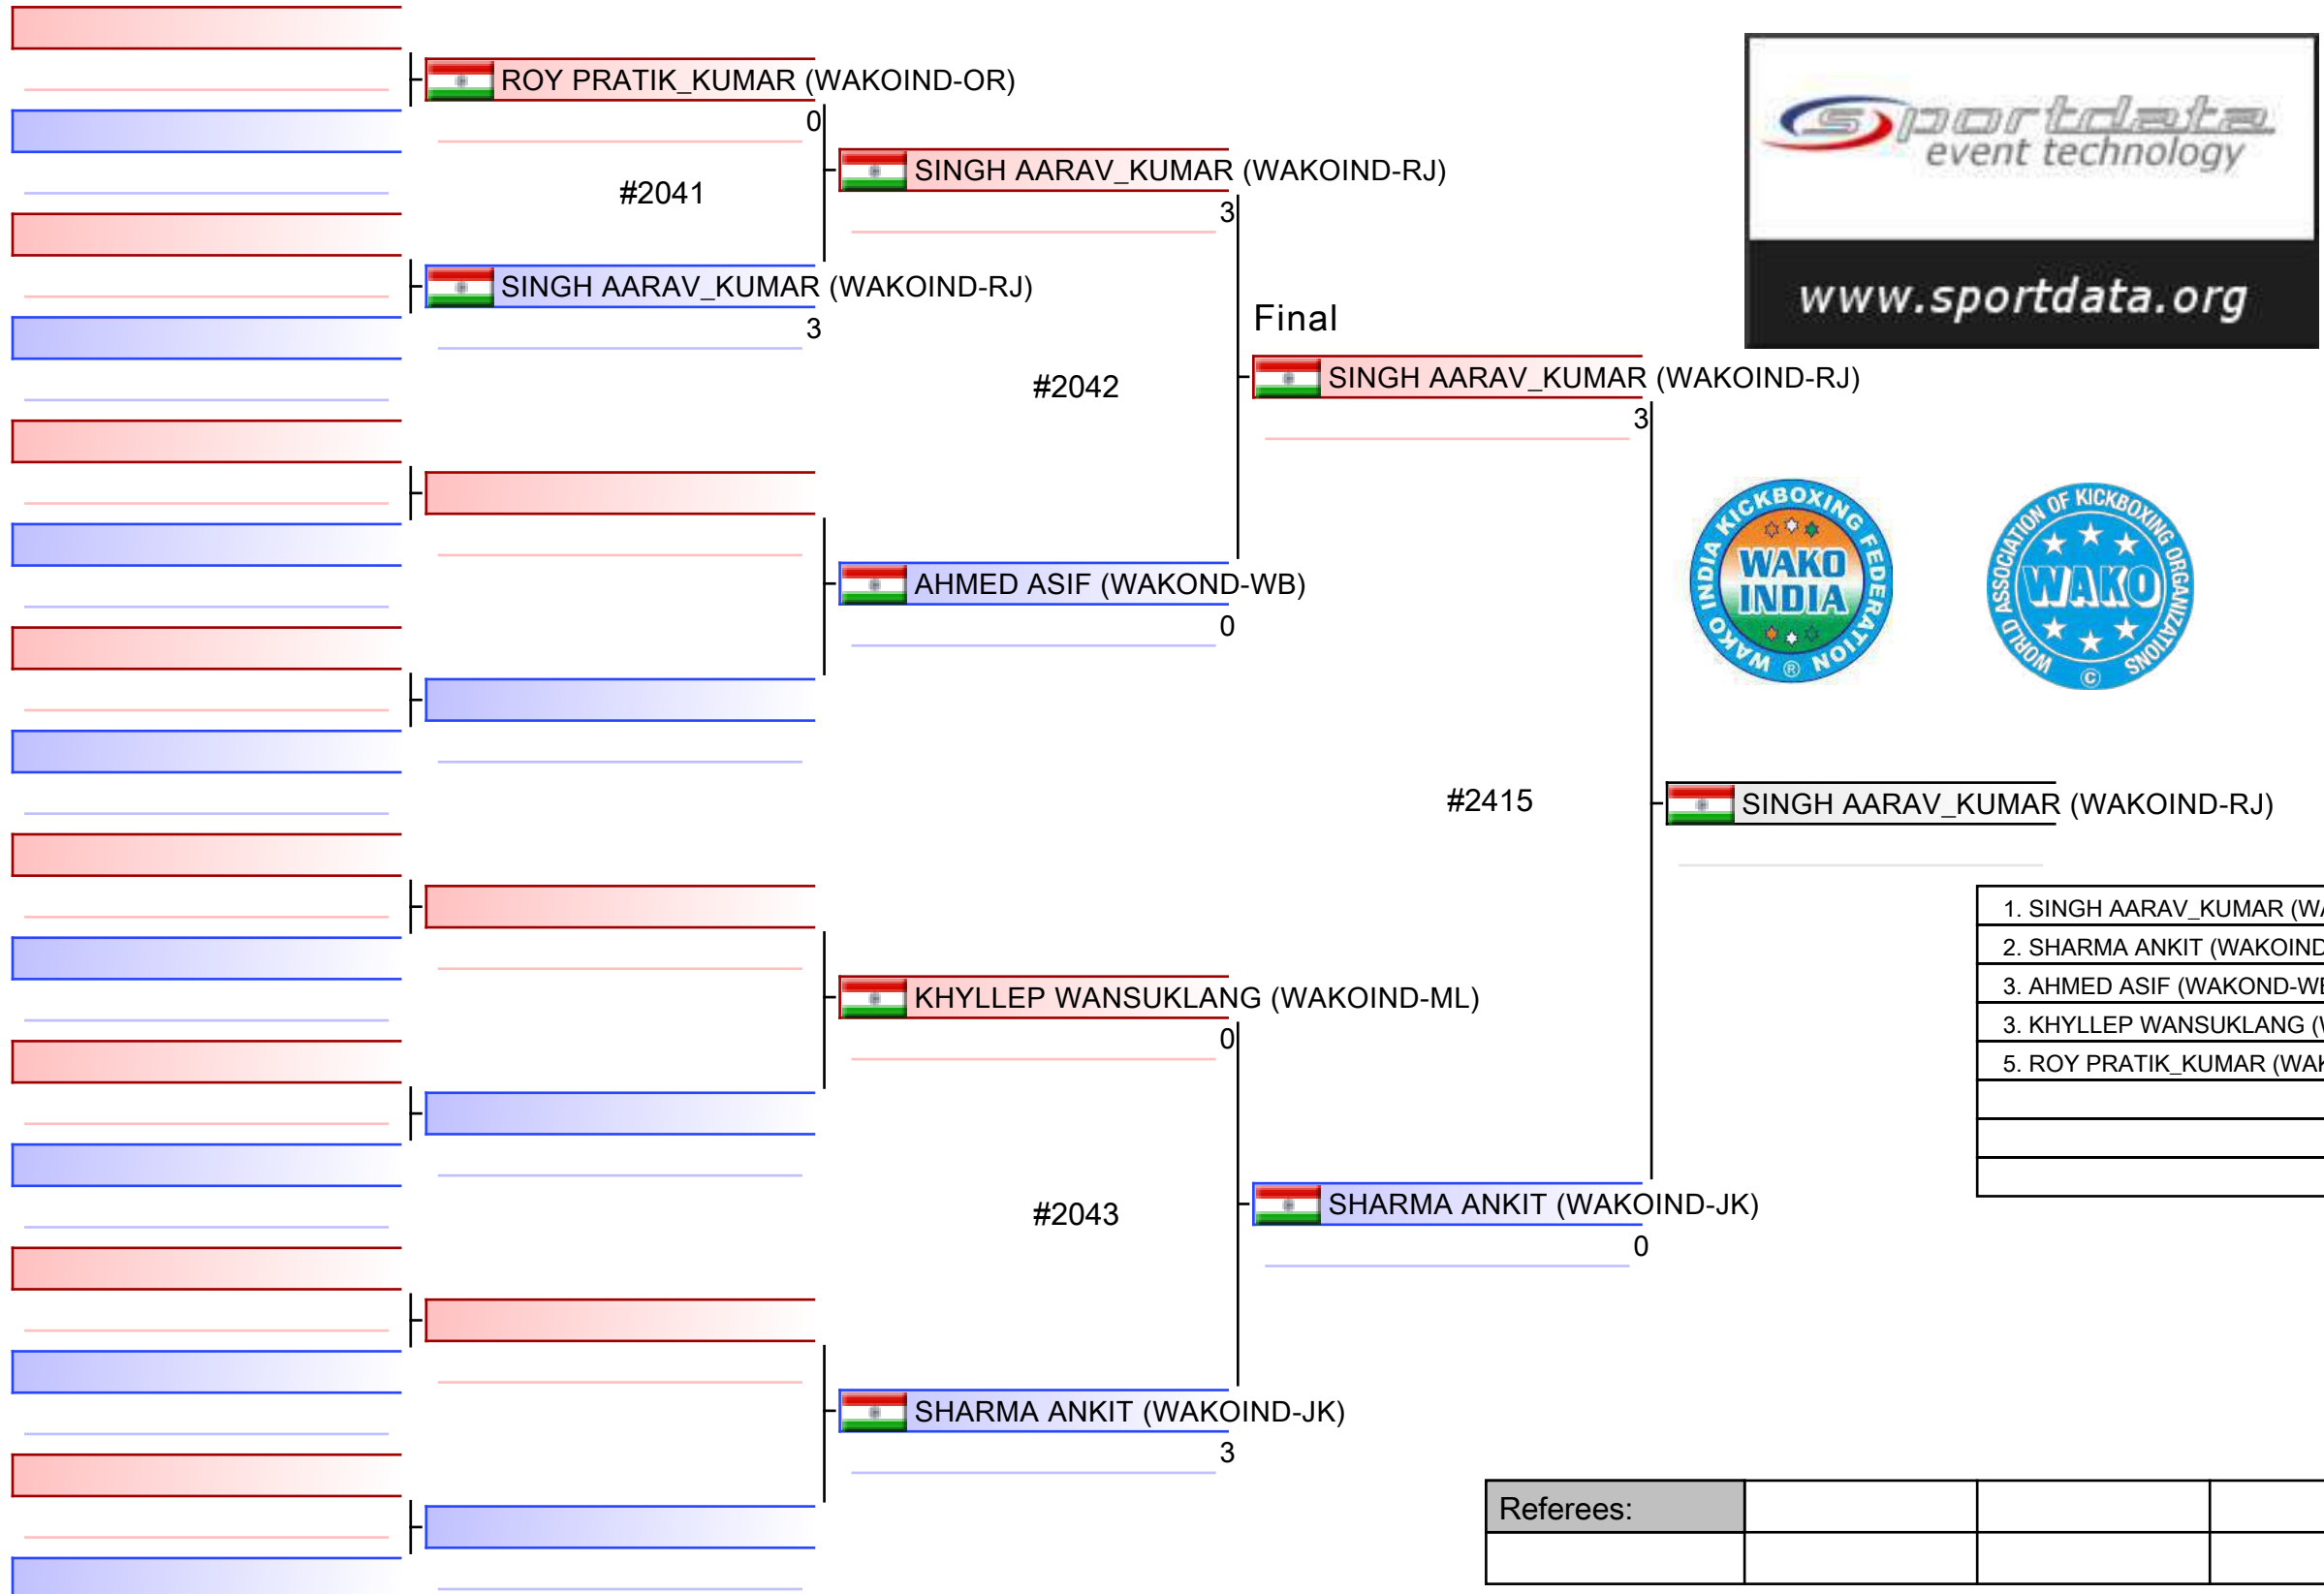 ROY PRATIK_KUMAR (WAKOIND-OR)
0
#2041
SINGH AARAV_KUMAR (WAKOIND-RJ)
3
SINGH AARAV_KUMAR (WAKOIND-RJ)
3
#2042
AHMED ASIF (WAKOND-WB)
0
Final
SINGH AARAV_KUMAR (WAKOIND-RJ)
3
#2415
SINGH AARAV_KUMAR (WAKOIND-RJ)
KHYLLEP WANSUKLANG (WAKOIND-ML)
0
#2043
SHARMA ANKIT (WAKOIND-JK)
3
SHARMA ANKIT (WAKOIND-JK)
0
sportdata
event technology
www.sportdata.org
WAKO INDIA KICKBOXING FEDERATION
WAKO
INDIA
®
WORLD ASSOCIATION OF KICKBOXING ORGANIZATIONS
WAKO
©
1. SINGH AARAV_KUMAR (WA
2. SHARMA ANKIT (WAKOIND
3. AHMED ASIF (WAKOND-WB
3. KHYLLEP WANSUKLANG (W
5. ROY PRATIK_KUMAR (WAK
Referees: